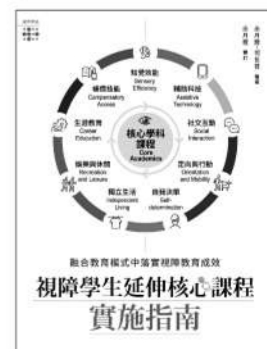 知覺效能
Sensory
Efficiency
輔助科技
Assistive
Technology
社交互動
Social
Interaction
定向與行動
Orientation
and Mobility
自我決策
Self-
determination
獨立生活
Independent
Living
娛樂與休閒
Recreation
and Leisure
生涯教育
Career
Education
補償技能
Compensatory
Access
核心學科
課程
Core
Academics
融合教育模式中落實視障教育成效
視障學生延伸核心課程
實施指南